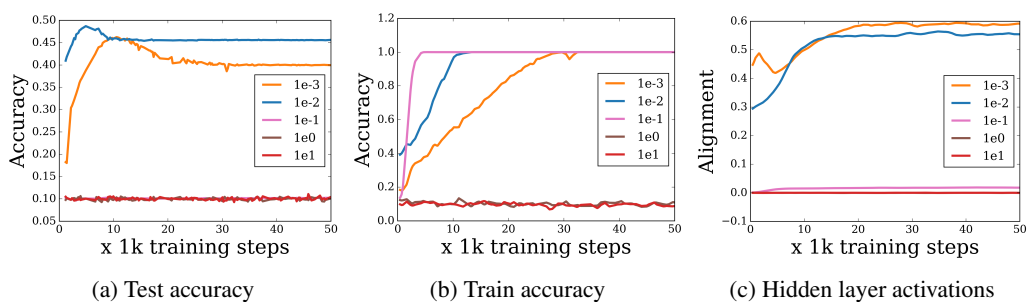 0.50
0.45
0.40
0.35
0.30
0.25
0.20
0.15
0.10
0.05
0 10 20 30 40 50
Accuracy
x 1k training steps
1e-3
1e-2
1e-1
1e0
1e1
(a) Test accuracy
1.2
1.0
0.8
0.6
0.4
0.2
0.0
0 10 20 30 40 50
Accuracy
x 1k training steps
1e-3
1e-2
1e-1
1e0
1e1
(b) Train accuracy
0.6
0.5
0.4
0.3
0.2
0.1
0.0
−0.1
0 10 20 30 40 50
Alignment
x 1k training steps
1e-3
1e-2
1e-1
1e0
1e1
(c) Hidden layer activations